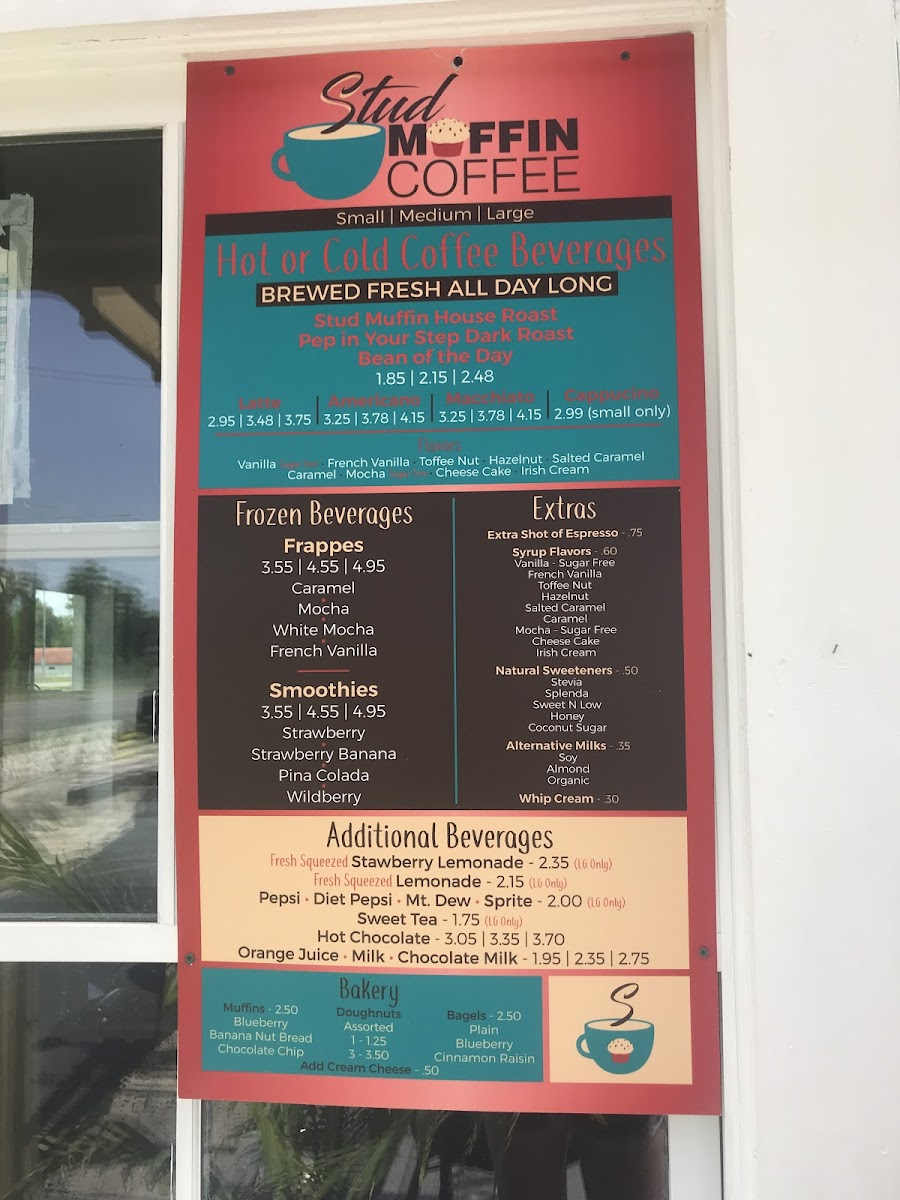 Stud
MUFFIN
COFFEE
Small | Medium | Large
Hot or Cold Coffee Beverages
BREWED FRESH ALL DAY LONG
Stud Muffin House Roast
Pep in Your Step Dark Roast
Bean of the Day
1.85 | 2.15 | 2.48
Latte
2.95 | 3.48 | 3.75
Americano
3.25 | 3.78 | 4.15
Macchiato
3.25 | 3.78 | 4.15
Cappucino
2.99 (small only)
Flavors
Vanilla Sugar Free · French Vanilla · Toffee Nut · Hazelnut · Salted Caramel
Caramel · Mocha Sugar Free · Cheese Cake · Irish Cream
Frozen Beverages
Frappes
3.55 | 4.55 | 4.95
Caramel
Mocha
White Mocha
French Vanilla
Smoothies
3.55 | 4.55 | 4.95
Strawberry
Strawberry Banana
Pina Colada
Wildberry
Extras
Extra Shot of Espresso - .75
Syrup Flavors - .60
Vanilla - Sugar Free
French Vanilla
Toffee Nut
Hazelnut
Salted Caramel
Caramel
Mocha - Sugar Free
Cheese Cake
Irish Cream
Natural Sweeteners - .50
Stevia
Splenda
Sweet N Low
Honey
Coconut Sugar
Alternative Milks - .35
Soy
Almond
Organic
Whip Cream - .30
Additional Beverages
Fresh Squeezed Stawberry Lemonade - 2.35 (LG Only)
Fresh Squeezed Lemonade - 2.15 (LG Only)
Pepsi · Diet Pepsi · Mt. Dew · Sprite - 2.00 (LG Only)
Sweet Tea - 1.75 (LG Only)
Hot Chocolate - 3.05 | 3.35 | 3.70
Orange Juice · Milk · Chocolate Milk - 1.95 | 2.35 | 2.75
Bakery
Muffins - 2.50
Blueberry
Banana Nut Bread
Chocolate Chip
Doughnuts
Assorted
1 - 1.25
3 - 3.50
Bagels - 2.50
Plain
Blueberry
Cinnamon Raisin
Add Cream Cheese - .50
S